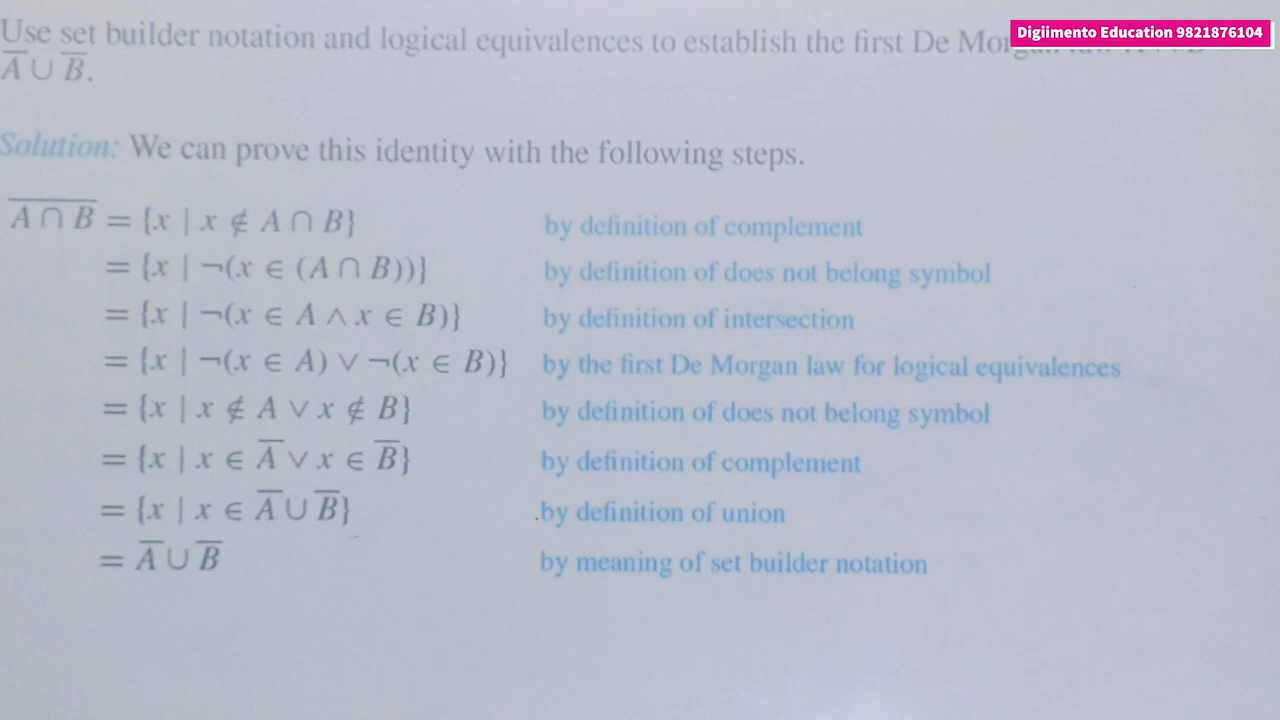 Use set builder notation and logical equivalences to establish the first De
Digiimento Education 9821876104
A̅ ∪ B̅.
Solution: We can prove this identity with the following steps.
A̅ ̅∩̅ ̅B̅ = {x | x ∉ A ∩ B} by definition of complement
= {x | ¬(x ∈ (A ∩ B))} by definition of does not belong symbol
= {x | ¬(x ∈ A ∧ x ∈ B)} by definition of intersection
= {x | ¬(x ∈ A) ∨ ¬(x ∈ B)} by the first De Morgan law for logical equivalences
= {x | x ∉ A ∨ x ∉ B} by definition of does not belong symbol
= {x | x ∈ A̅ ∨ x ∈ B̅} by definition of complement
= {x | x ∈ A̅ ∪ B̅} by definition of union
= A̅ ∪ B̅ by meaning of set builder notation